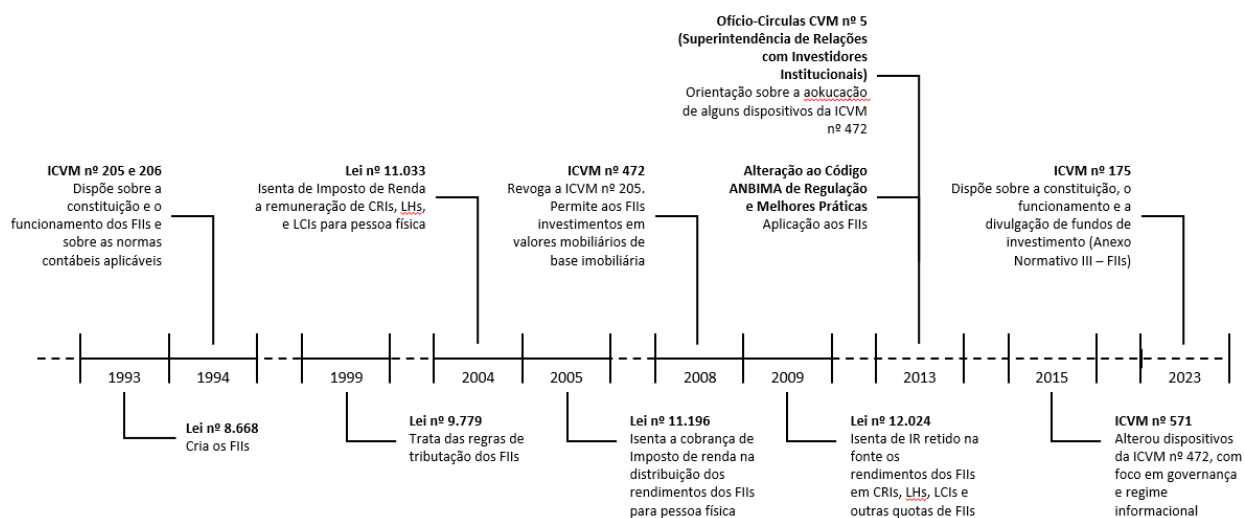 Ofício-Circulas CVM nº 5
(Superintendência de Relações
com Investidores
Institucionais)
Orientação sobre a aokucação
de alguns dispositivos da ICVM
nº 472
ICVM nº 205 e 206
Dispõe sobre a
constituição e o
funcionamento dos FIIs e
sobre as normas
contábeis aplicáveis
Lei nº 11.033
Isenta de Imposto de Renda
a remuneração de CRIs, LHs,
e LCIs para pessoa física
ICVM nº 472
Revoga a ICVM nº 205.
Permite aos FIIs
investimentos em
valores mobiliários de
base imobiliária
Alteração ao Código
ANBIMA de Regulação
e Melhores Práticas
Aplicação aos FIIs
ICVM nº 175
Dispõe sobre a constituição, o
funcionamento e a
divulgação de fundos de
investimento (Anexo
Normativo III – FIIs)
1993
1994
1999
2004
2005
2008
2009
2013
2015
2023
Lei nº 8.668
Cria os FIIs
Lei nº 9.779
Trata das regras de
tributação dos FIIs
Lei nº 11.196
Isenta a cobrança de
Imposto de renda na
distribuição dos
rendimentos dos FIIs
para pessoa física
Lei nº 12.024
Isenta de IR retido na
fonte os
rendimentos dos FIIs
em CRIs, LHs, LCIs e
outras quotas de FIIs
ICVM nº 571
Alterou dispositivos
da ICVM nº 472, com
foco em governança
e regime
informacional